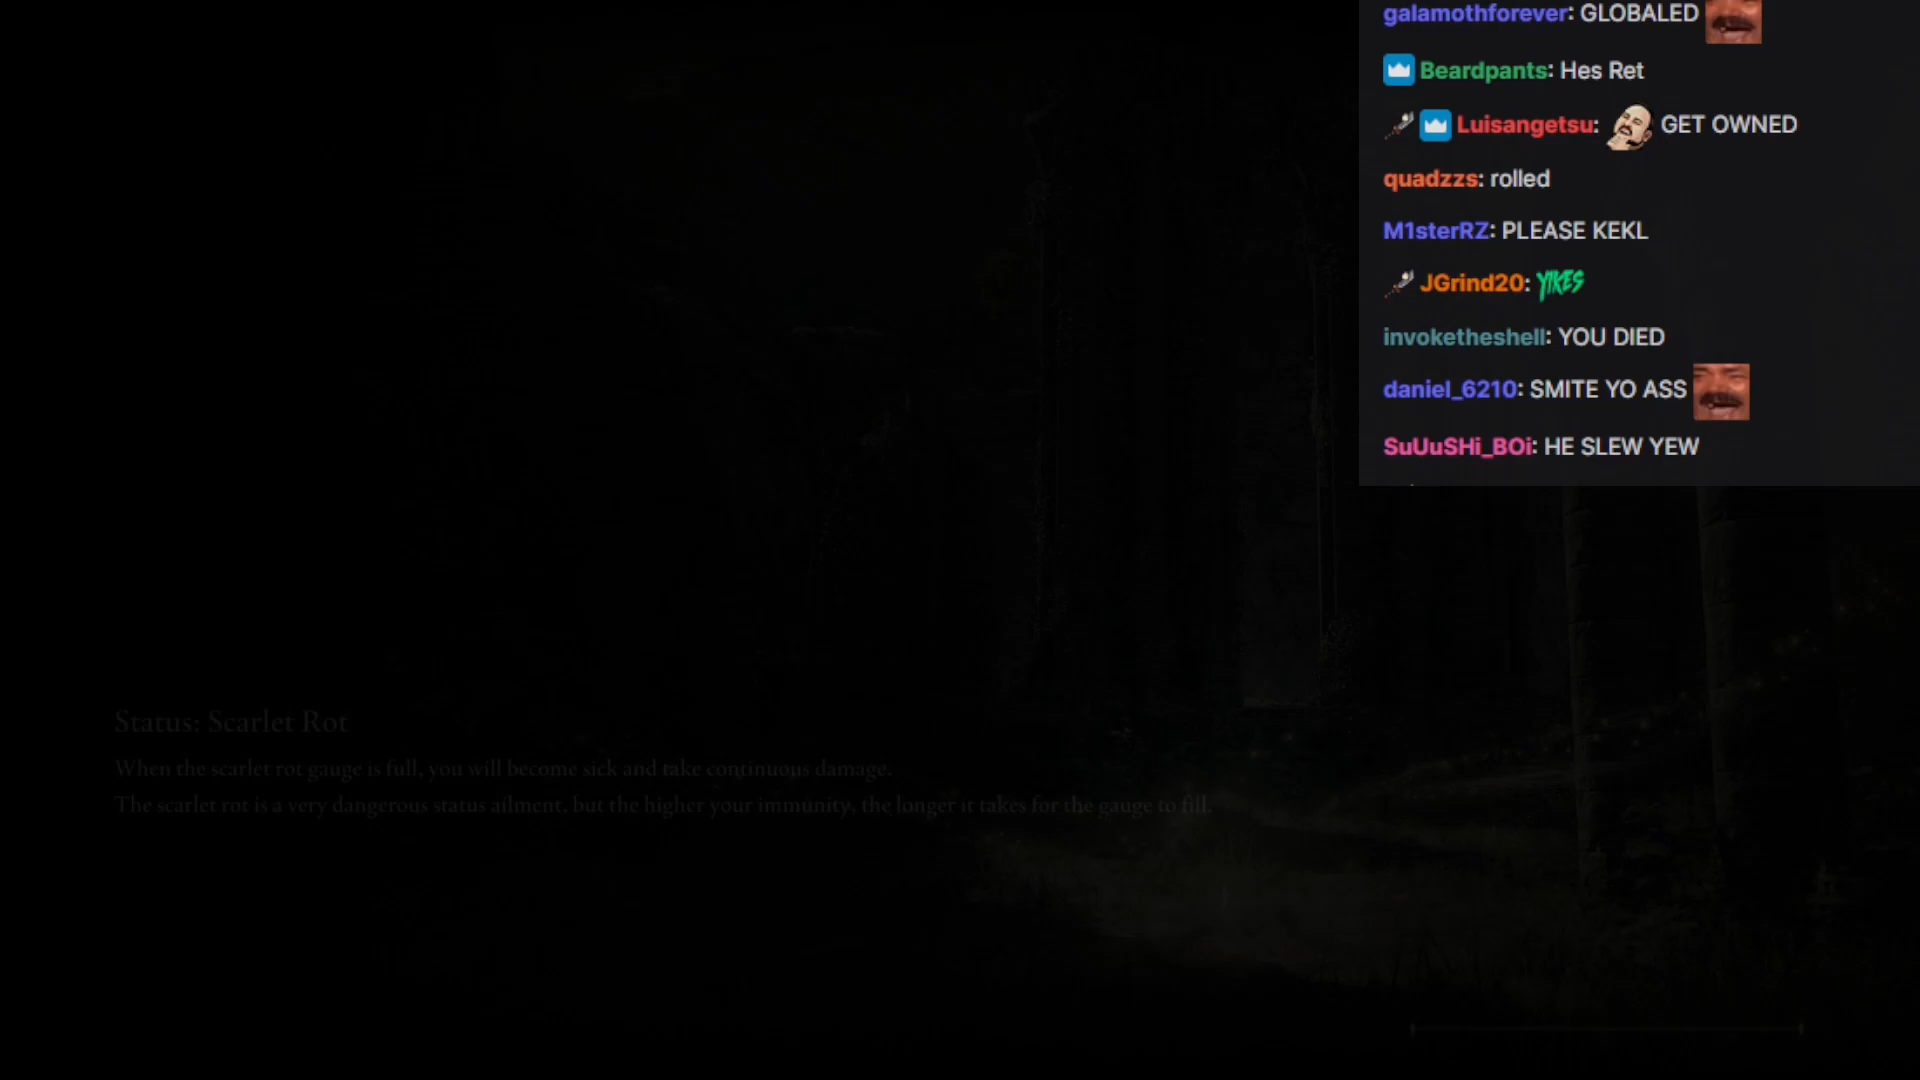 galamothforever: GLOBALED
Beardpants: Hes Ret
Luisangetsu: GET OWNED
quadzzs: rolled
M1sterRZ: PLEASE KEKL
JGrind20: YIKES
invoketheshell: YOU DIED
daniel_6210: SMITE YO ASS
SuUuSHi_BOi: HE SLEW YEW
Status: Scarlet Rot
When the scarlet rot gauge is full, you will become sick and take continuous damage.
The scarlet rot is a very dangerous status ailment, but the higher your immunity, the longer it takes for the gauge to fill.